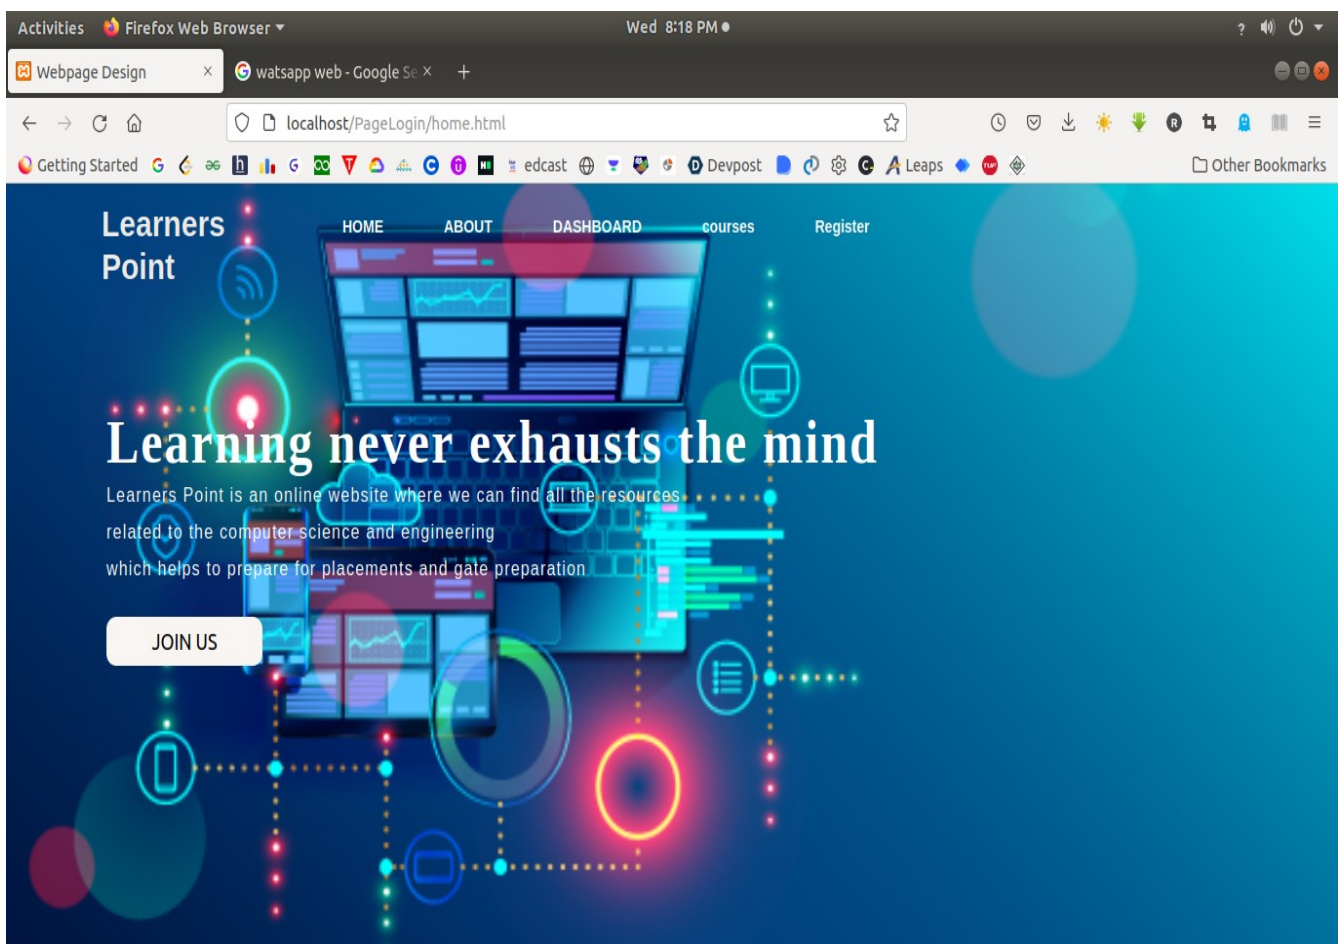 Activities Firefox Web Browser Wed 8:18 PM ?
Webpage Design × watsapp web - Google Se × +
localhost/PageLogin/home.html
Getting Started edcast Devpost Leaps Other Bookmarks
Learners
Point
HOME ABOUT DASHBOARD courses Register
Learning never exhausts the mind
Learners Point is an online website where we can find all the resources
related to the computer science and engineering
which helps to prepare for placements and gate preparation
JOIN US